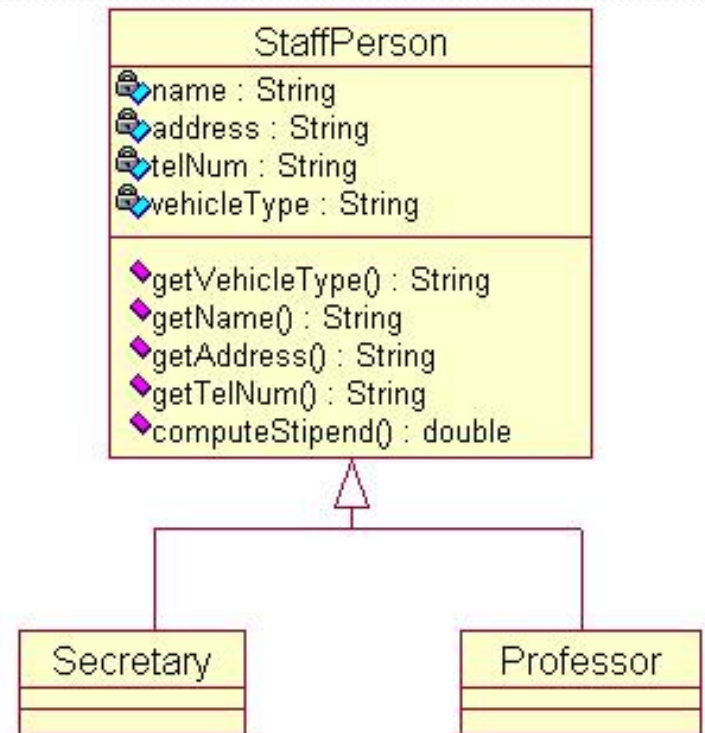 StaffPerson
name : String
address : String
telNum : String
vehicleType : String
getVehicleType() : String
getName() : String
getAddress() : String
getTelNum() : String
computeStipend() : double
Secretary
Professor